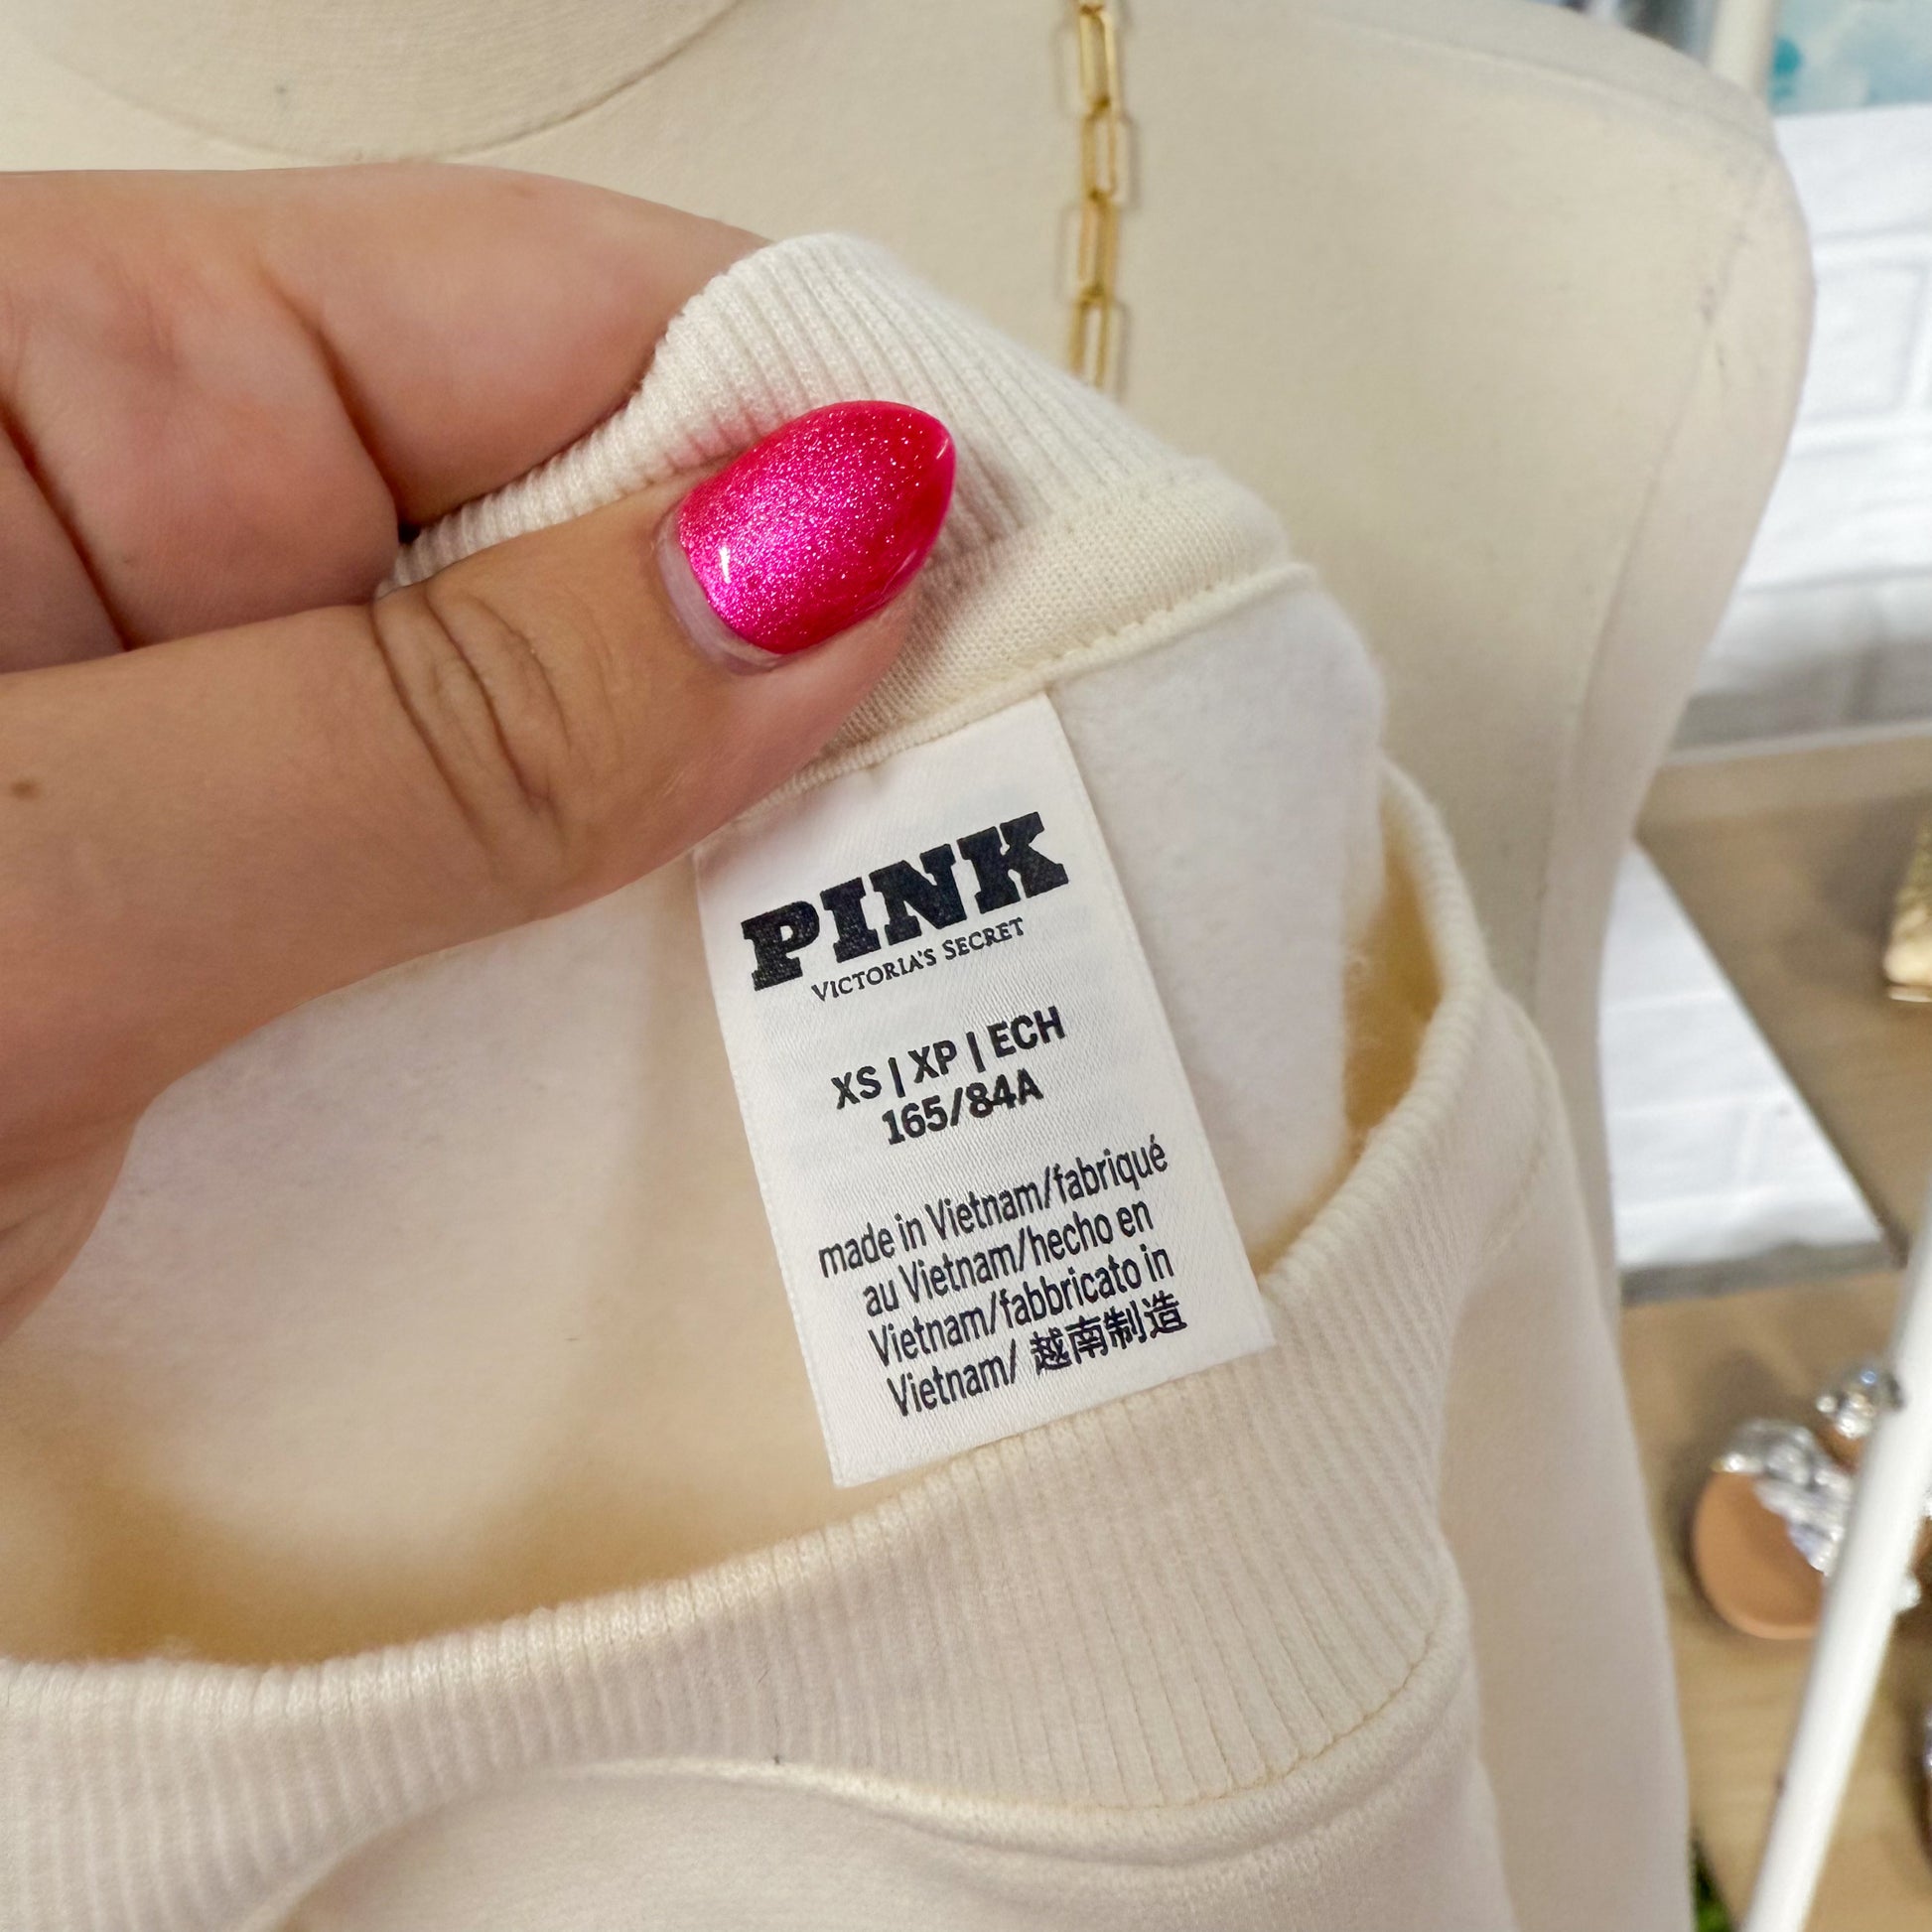 PINK
VICTORIA'S SECRET
XS | XP | ECH
165/84A
made in Vietnam/fabriqué
au Vietnam/hecho en
Vietnam/fabbricato in
Vietnam/ 越南制造